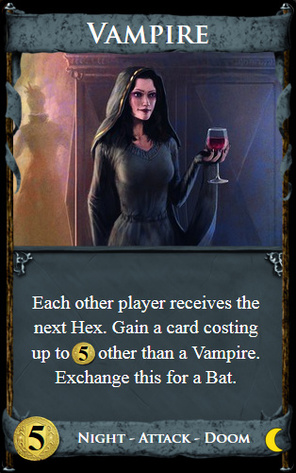 VAMPIRE
Each other player receives the
next Hex. Gain a card costing
up to 5 other than a Vampire.
Exchange this for a Bat.
5 NIGHT - ATTACK - DOOM